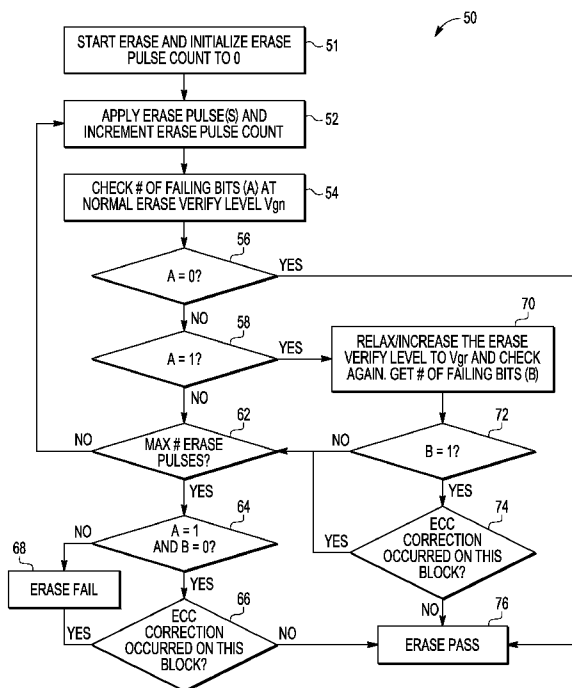 50
START ERASE AND INITIALIZE ERASE
PULSE COUNT TO 0
51
APPLY ERASE PULSE(S) AND
INCREMENT ERASE PULSE COUNT
52
CHECK # OF FAILING BITS (A) AT
NORMAL ERASE VERIFY LEVEL Vgn
54
56
A = 0?
YES
NO
58
A = 1?
YES
NO
70
RELAX/INCREASE THE ERASE
VERIFY LEVEL TO Vgr AND CHECK
AGAIN. GET # OF FAILING BITS (B)
62
MAX # ERASE
PULSES?
NO
YES
72
B = 1?
NO
YES
64
A = 1
AND B = 0?
NO
YES
74
ECC
CORRECTION
OCCURRED ON THIS
BLOCK?
YES
NO
68
ERASE FAIL
66
ECC
CORRECTION
OCCURRED ON THIS
BLOCK?
YES
NO
76
ERASE PASS